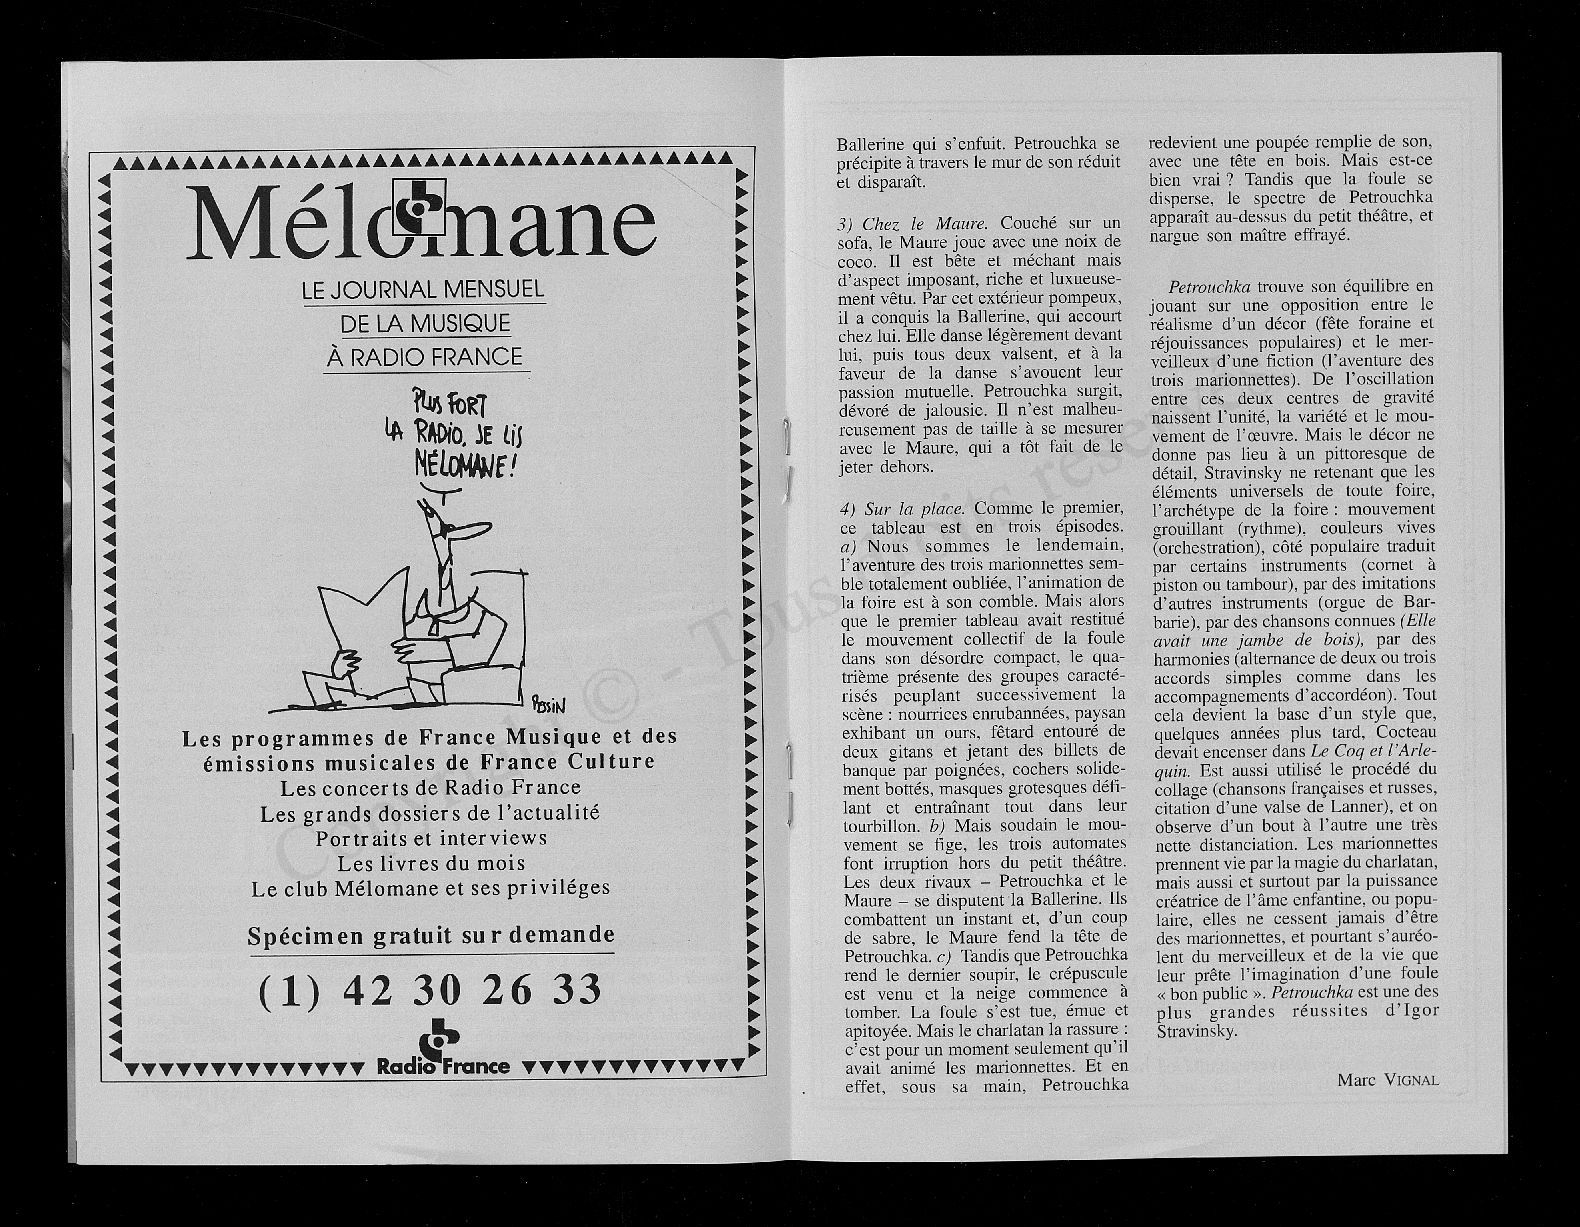 Mélomane
LE JOURNAL MENSUEL
DE LA MUSIQUE
À RADIO FRANCE
PLUS FORT
LA RADIO, JE LIS
MÉLOMANE !
Les programmes de France Musique et des
émissions musicales de France Culture
Les concerts de Radio France
Les grands dossiers de l'actualité
Portraits et interviews
Les livres du mois
Le club Mélomane et ses priviléges
Spécimen gratuit sur demande
(1) 42 30 26 33
Radio France
Ballerine qui s'enfuit. Petrouchka se
précipite à travers le mur de son réduit
et disparaît.
3) Chez le Maure. Couché sur un
sofa, le Maure joue avec une noix de
coco. Il est bête et méchant mais
d'aspect imposant, riche et luxueuse-
ment vêtu. Par cet extérieur pompeux,
il a conquis la Ballerine, qui accourt
chez lui. Elle danse légèrement devant
lui, puis tous deux valsent, et à la
faveur de la danse s'avouent leur
passion mutuelle. Petrouchka surgit,
dévoré de jalousie. Il n'est malheu-
reusement pas de taille à se mesurer
avec le Maure, qui a tôt fait de le
jeter dehors.
4) Sur la place. Comme le premier,
ce tableau est en trois épisodes.
a) Nous sommes le lendemain,
l'aventure des trois marionnettes sem-
ble totalement oubliée, l'animation de
la foire est à son comble. Mais alors
que le premier tableau avait restitué
le mouvement collectif de la foule
dans son désordre compact, le qua-
trième présente des groupes caracté-
risés peuplant successivement la
scène : nourrices enrubannées, paysan
exhibant un ours, fêtard entouré de
deux gitans et jetant des billets de
banque par poignées, cochers solide-
ment bottés, masques grotesques défi-
lant et entraînant tout dans leur
tourbillon. b) Mais soudain le mou-
vement se fige, les trois automates
font irruption hors du petit théâtre.
Les deux rivaux – Petrouchka et le
Maure – se disputent la Ballerine. Ils
combattent un instant et, d'un coup
de sabre, le Maure fend la tête de
Petrouchka. c) Tandis que Petrouchka
rend le dernier soupir, le crépuscule
est venu et la neige commence à
tomber. La foule s'est tue, émue et
apitoyée. Mais le charlatan la rassure :
c'est pour un moment seulement qu'il
avait animé les marionnettes. Et en
effet, sous sa main, Petrouchka
redevient une poupée remplie de son,
avec une tête en bois. Mais est-ce
bien vrai ? Tandis que la foule se
disperse, le spectre de Petrouchka
apparaît au-dessus du petit théâtre, et
nargue son maître effrayé.
Petrouchka trouve son équilibre en
jouant sur une opposition entre le
réalisme d'un décor (fête foraine et
réjouissances populaires) et le mer-
veilleux d'une fiction (l'aventure des
trois marionnettes). De l'oscillation
entre ces deux centres de gravité
naissent l'unité, la variété et le mou-
vement de l'œuvre. Mais le décor ne
donne pas lieu à un pittoresque de
détail, Stravinsky ne retenant que les
éléments universels de toute foire,
l'archétype de la foire : mouvement
grouillant (rythme), couleurs vives
(orchestration), côté populaire traduit
par certains instruments (cornet à
piston ou tambour), par des imitations
d'autres instruments (orgue de Bar-
barie), par des chansons connues (Elle
avait une jambe de bois), par des
harmonies (alternance de deux ou trois
accords simples comme dans les
accompagnements d'accordéon). Tout
cela devient la base d'un style que,
quelques années plus tard, Cocteau
devait encenser dans Le Coq et l'Arle-
quin. Est aussi utilisé le procédé du
collage (chansons françaises et russes,
citation d'une valse de Lanner), et on
observe d'un bout à l'autre une très
nette distanciation. Les marionnettes
prennent vie par la magie du charlatan,
mais aussi et surtout par la puissance
créatrice de l'âme enfantine, ou popu-
laire, elles ne cessent jamais d'être
des marionnettes, et pourtant s'auréo-
lent du merveilleux et de la vie que
leur prête l'imagination d'une foule
« bon public ». Petrouchka est une des
plus grandes réussites d'Igor
Stravinsky.
Marc VIGNAL
Copyright © - Tous droits réservés